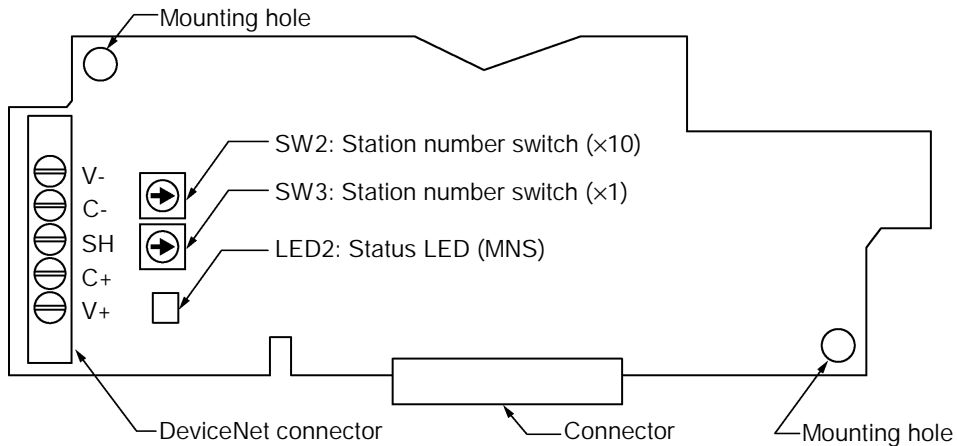 Mounting hole
SW2: Station number switch (×10)
V-
SW3: Station number switch (×1)
C-
SH
LED2: Status LED (MNS)
C+
V+
DeviceNet connector
Connector
Mounting hole